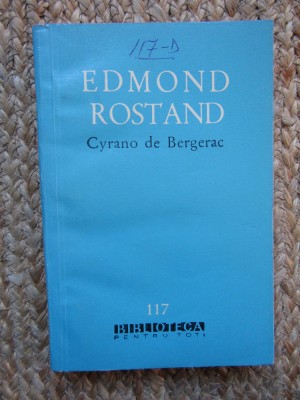 117-D
EDMOND
ROSTAND
Cyrano de Bergerac
117
BIBLIOTECA
PENTRU TOȚI